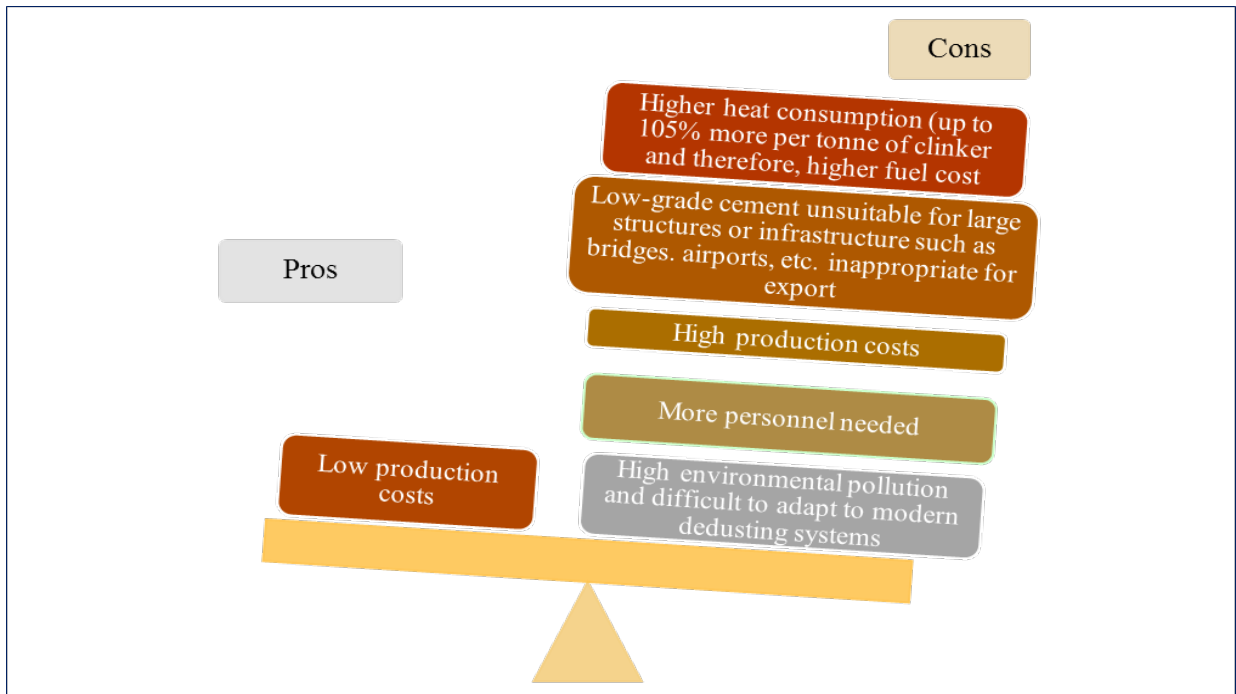 Cons
Higher heat consumption (up to
105% more per tonne of clinker
and therefore, higher fuel cost
Low-grade cement unsuitable for large
structures or infrastructure such as
bridges. airports, etc. inappropriate for
export
Pros
High production costs
More personnel needed
Low production
costs
High environmental pollution
and difficult to adapt to modern
dedusting systems